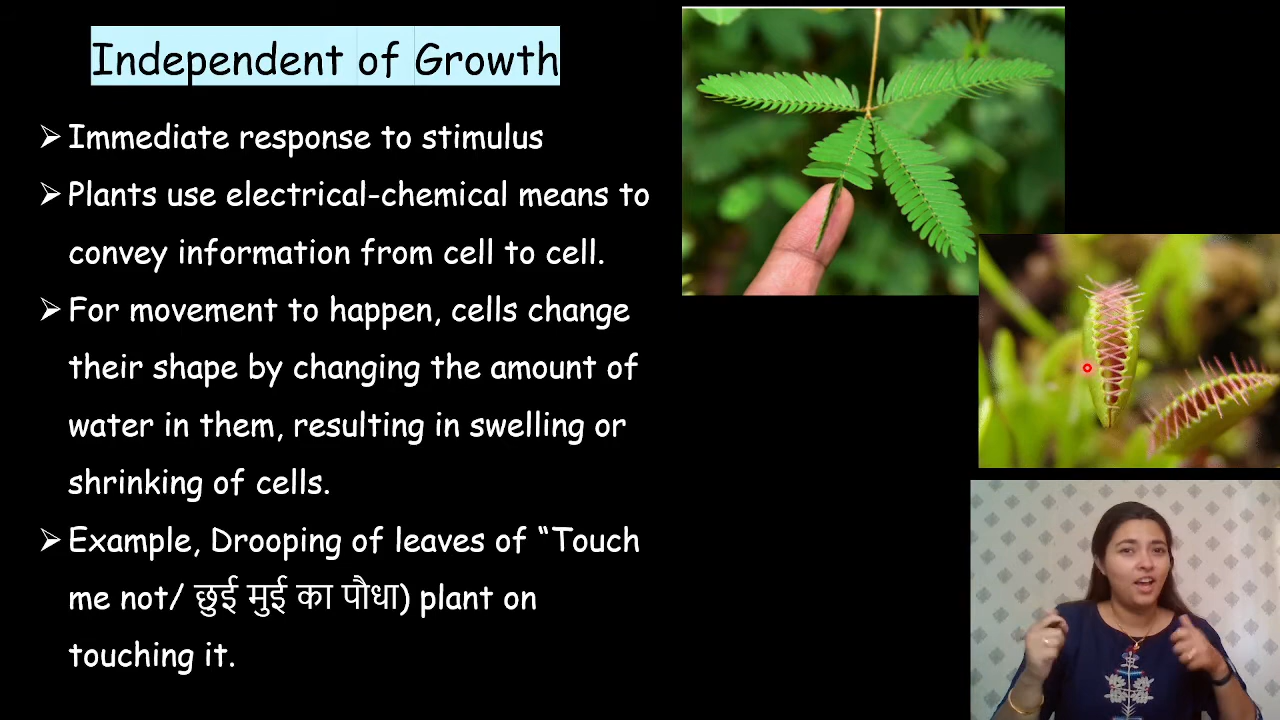 Independent of Growth
➢ Immediate response to stimulus
➢ Plants use electrical-chemical means to
convey information from cell to cell.
➢ For movement to happen, cells change
their shape by changing the amount of
water in them, resulting in swelling or
shrinking of cells.
➢ Example, Drooping of leaves of “Touch
me not/ छुई मुई का पौधा) plant on
touching it.